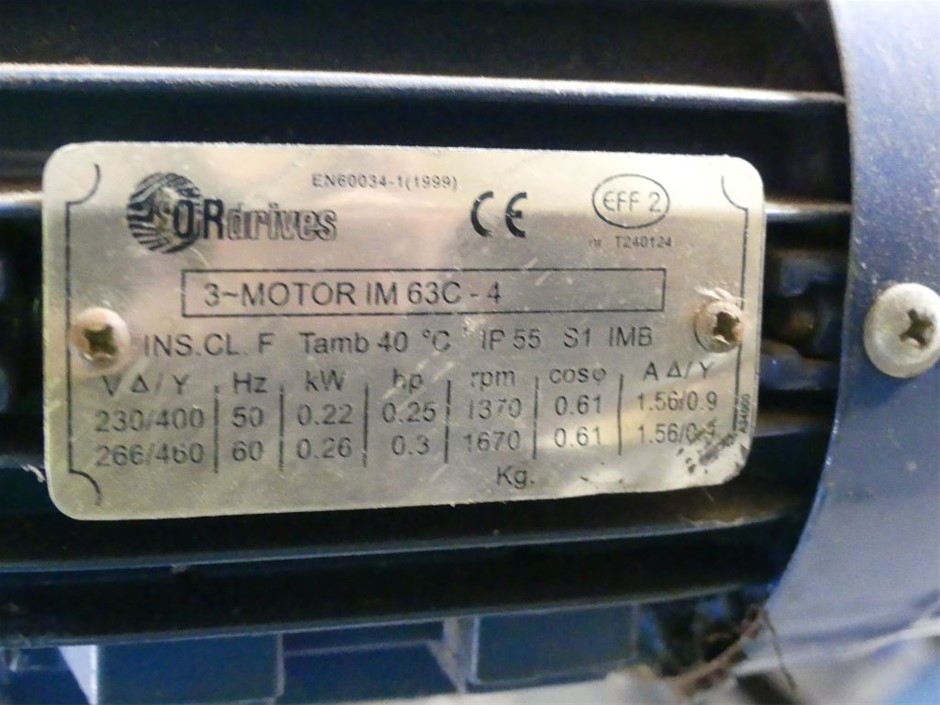 EN60034-1(1999)
ORdrives
CE
EFF 2
nr. T240124
3~MOTOR IM 63C - 4
INS.CL. F Tamb 40 °C IP 55 S1 IMB
V Δ/Y Hz kW hp rpm cosφ A Δ/Y
230/400 50 0.22 0.25 1370 0.61 1.56/0.9
266/460 60 0.26 0.3 1670 0.61
Kg.